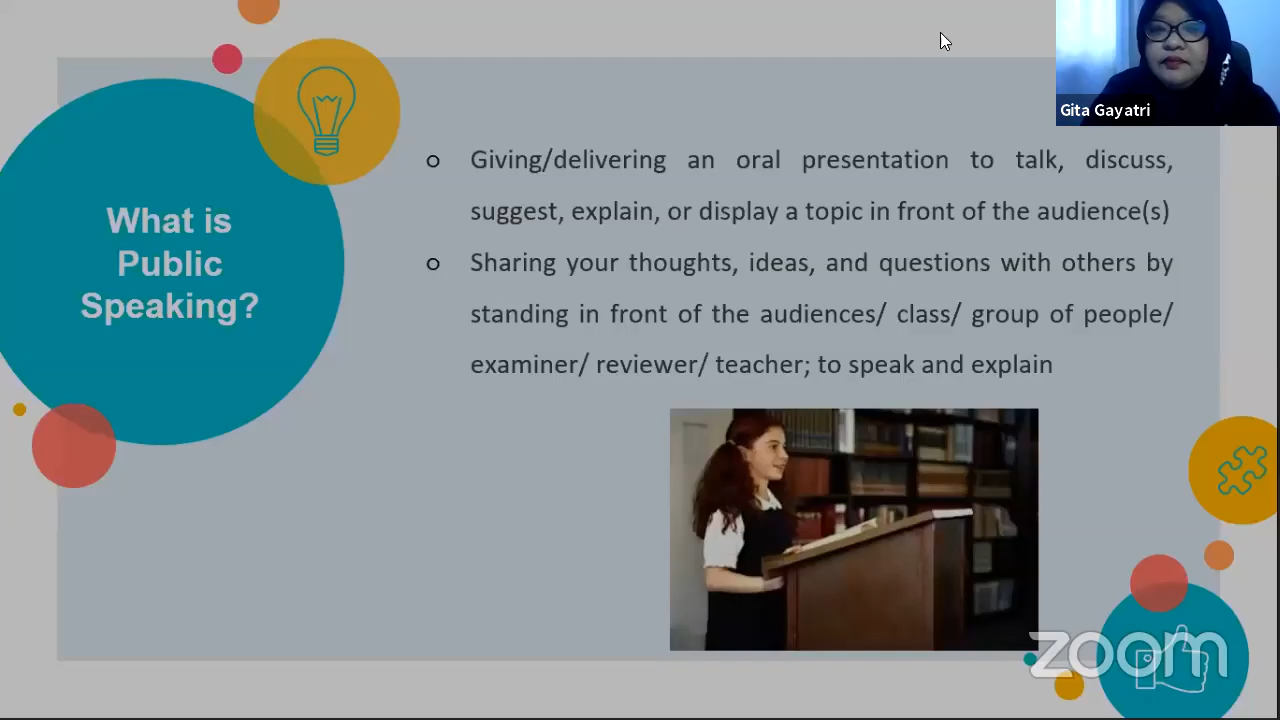 Gita Gayatri
What is
Public
Speaking?
Giving/delivering an oral presentation to talk, discuss,
suggest, explain, or display a topic in front of the audience(s)
Sharing your thoughts, ideas, and questions with others by
standing in front of the audiences/ class/ group of people/
examiner/ reviewer/ teacher; to speak and explain
zoom